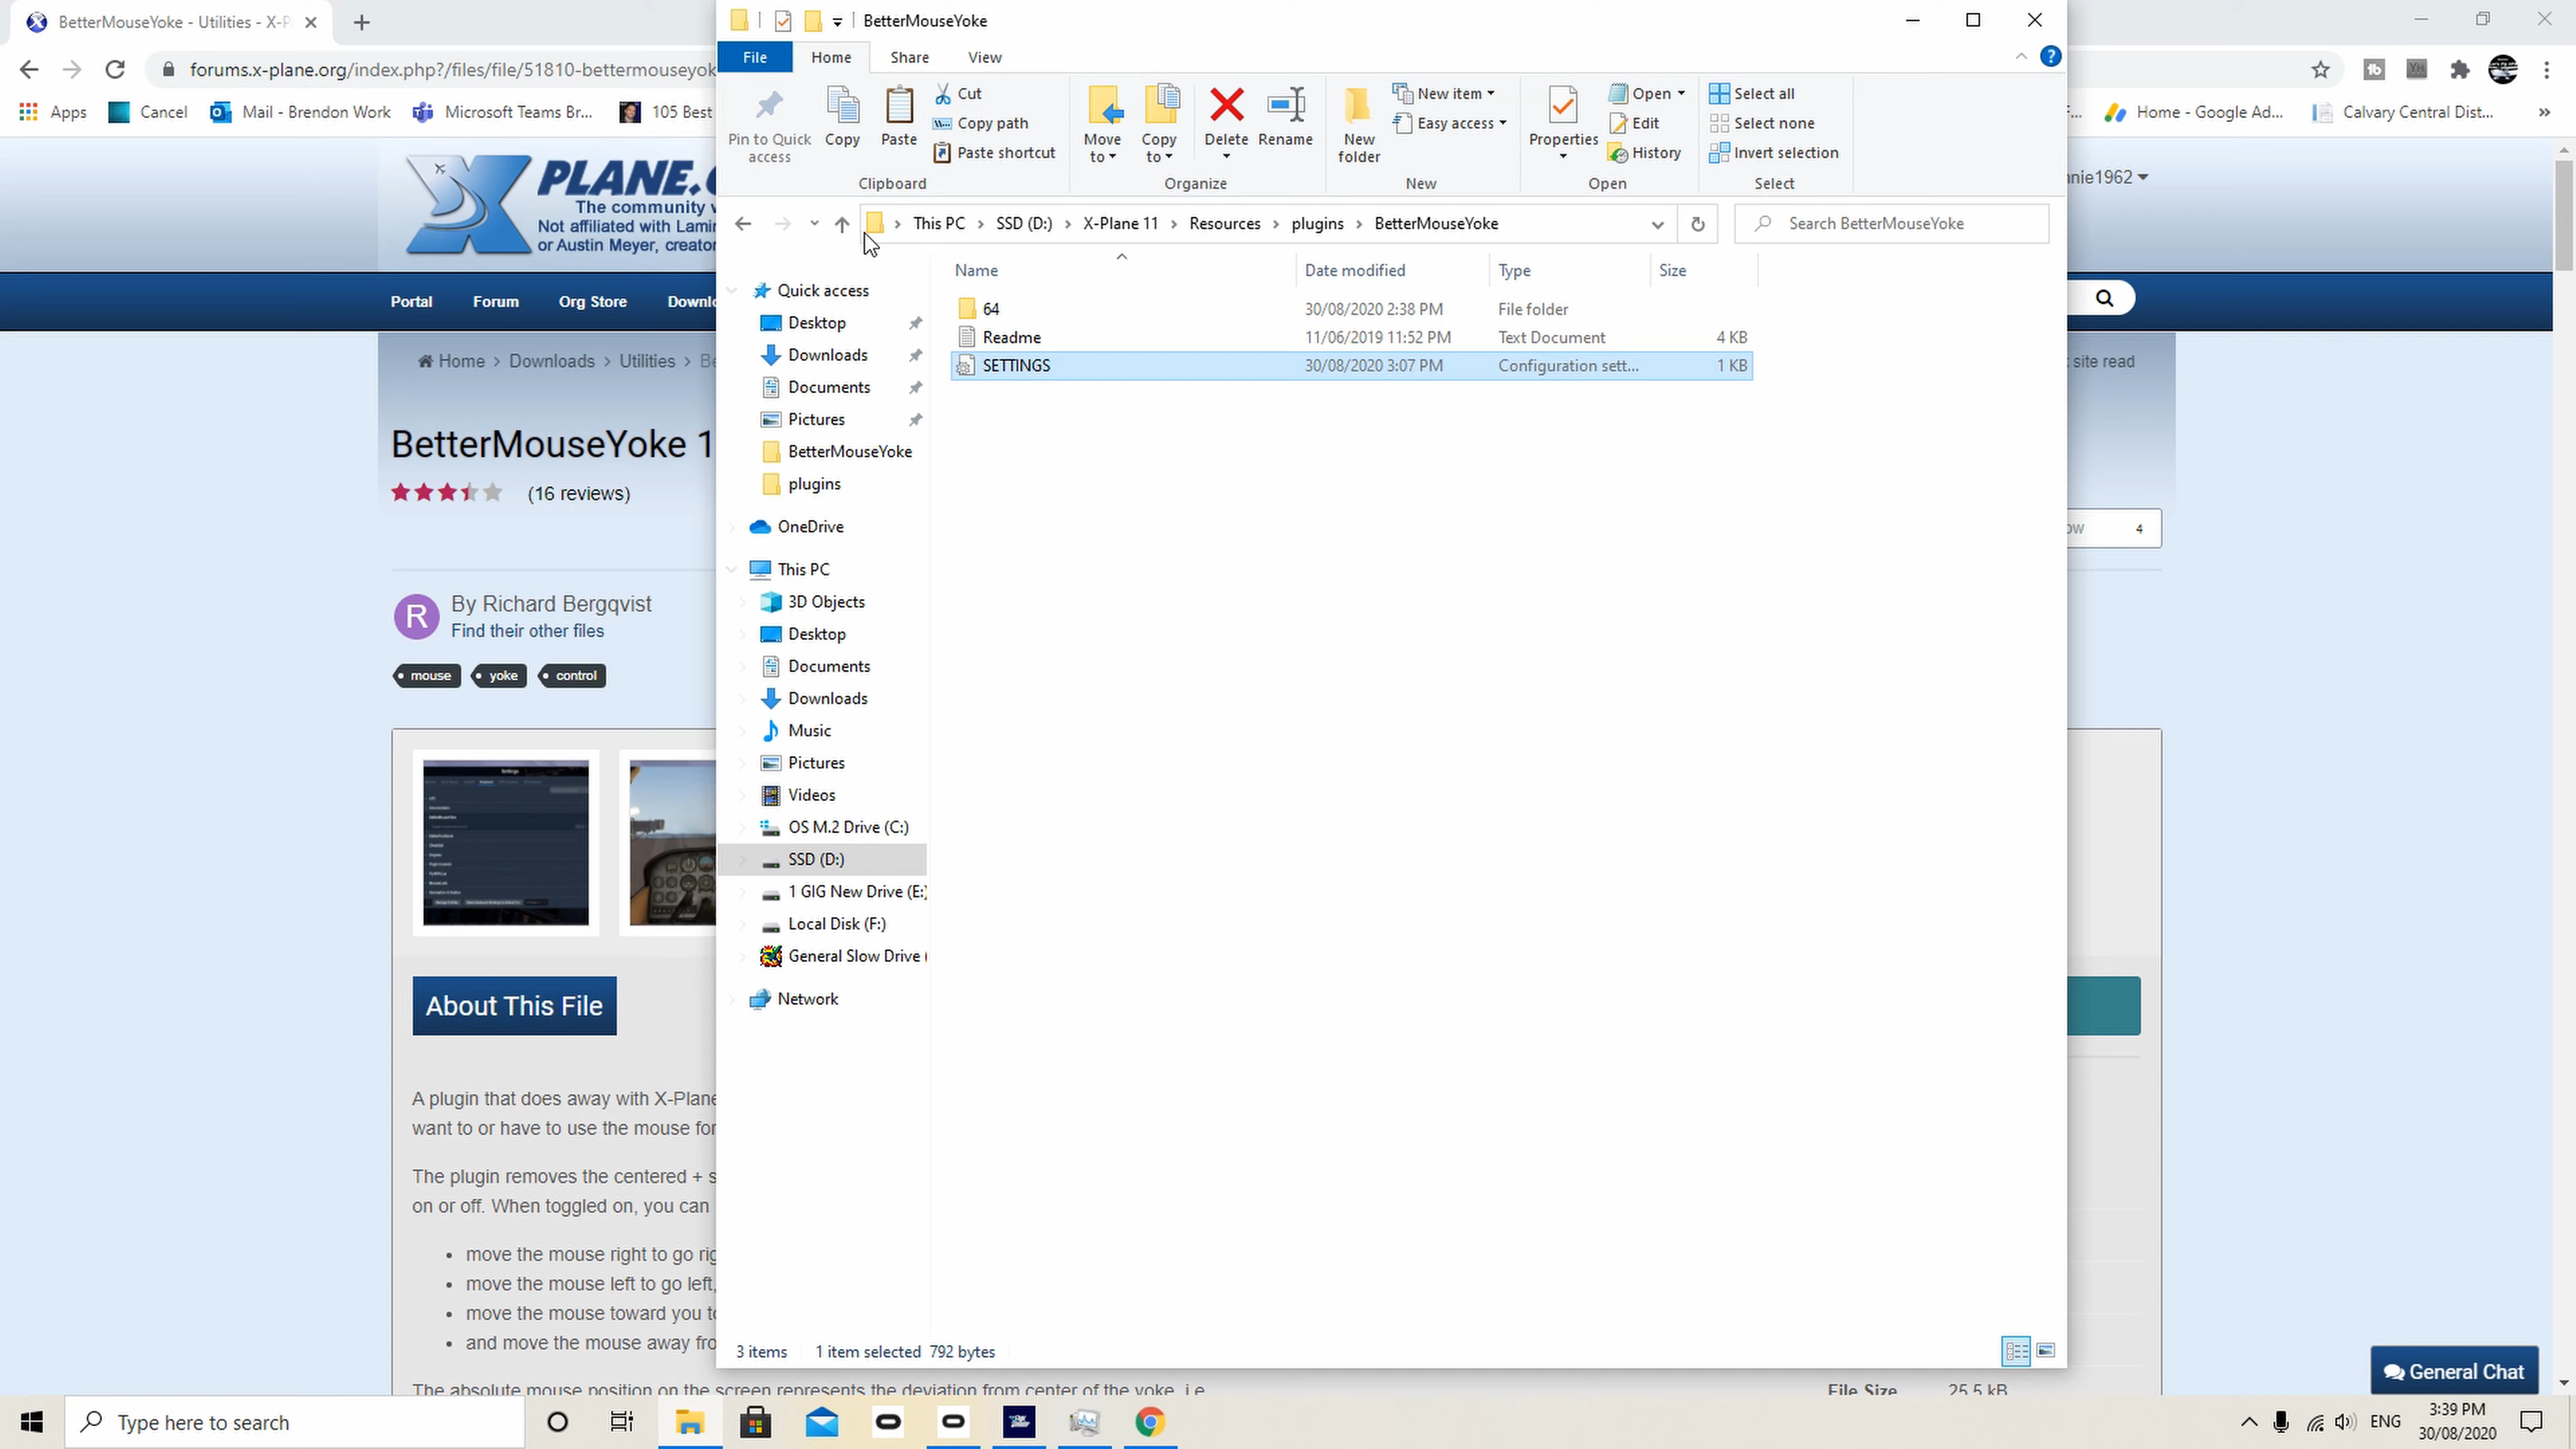 BetterMouseYoke - Utilities - X-P
forums.x-plane.org/index.php?/files/file/51810-bettermouseyok
Apps
Cancel
Mail - Brendon Work
Microsoft Teams Br...
105 Best
Home - Google Ad...
Calvary Central Dist...
PLANE.
The community v
Not affiliated with Lami
or Austin Meyer, creato
nie1962
Portal
Forum
Org Store
Downl
Home > Downloads > Utilities > Be
site read
BetterMouseYoke 1
(16 reviews)
ow 4
R
By Richard Bergqvist
Find their other files
mouse
yoke
control
About This File
A plugin that does away with X-Plane
want to or have to use the mouse for
The plugin removes the centered + s
on or off. When toggled on, you can
• move the mouse right to go rig
• move the mouse left to go left,
• move the mouse toward you to
• and move the mouse away fro
The absolute mouse position on the screen represents the deviation from center of the yoke, i.e.
File Size 25.5 kB
General Chat
BetterMouseYoke
File
Home
Share
View
Pin to Quick
access
Copy
Paste
Cut
Copy path
Paste shortcut
Clipboard
Move
to
Copy
to
Delete
Rename
Organize
New
folder
New item
Easy access
New
Properties
Open
Edit
History
Open
Select all
Select none
Invert selection
Select
This PC > SSD (D:) > X-Plane 11 > Resources > plugins > BetterMouseYoke
Search BetterMouseYoke
Name Date modified Type Size
64 30/08/2020 2:38 PM File folder
Readme 11/06/2019 11:52 PM Text Document 4 KB
SETTINGS 30/08/2020 3:07 PM Configuration sett... 1 KB
Quick access
Desktop
Downloads
Documents
Pictures
BetterMouseYoke
plugins
OneDrive
This PC
3D Objects
Desktop
Documents
Downloads
Music
Pictures
Videos
OS M.2 Drive (C:)
SSD (D:)
1 GIG New Drive (E:)
Local Disk (F:)
General Slow Drive (
Network
3 items 1 item selected 792 bytes
Type here to search
ENG
3:39 PM
30/08/2020